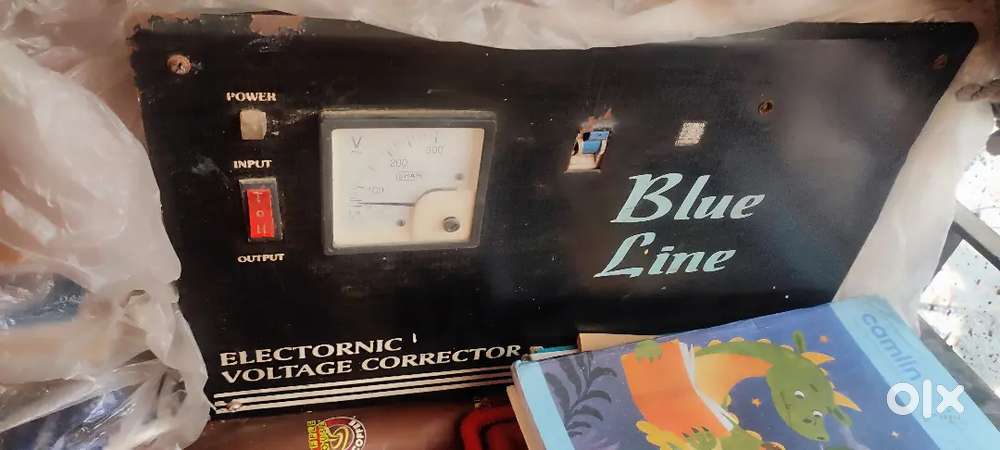 POWER
INPUT
OUTPUT
V
100
200
300
Blue
Line
ELECTORNIC
VOLTAGE CORRECTOR
camlin
olx